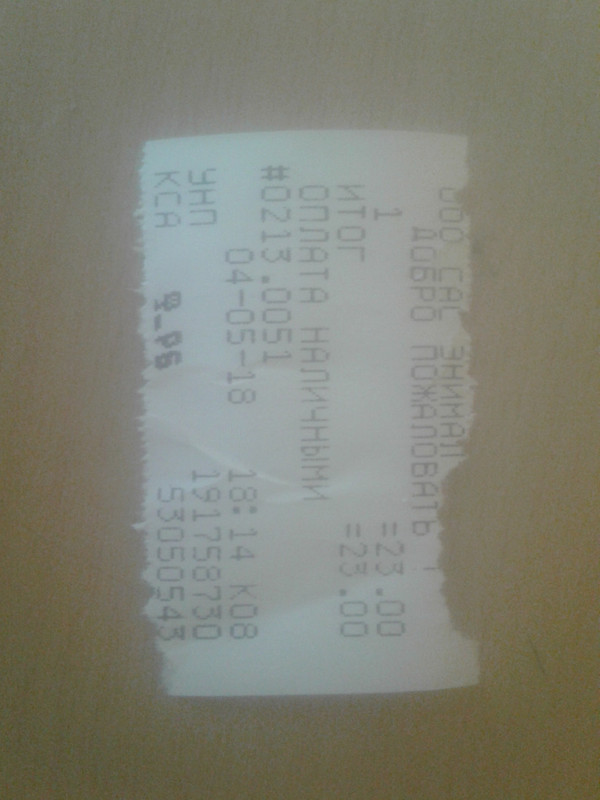 ООО САС ЭНИМАЛ
ДОБРО ПОЖАЛОВАТЬ !
1 =23.00
ИТОГ =23.00
ОПЛАТА НАЛИЧНЫМИ
#0213.0051
04-05-18 18:14 К08
УНП 191758730
КСА 53050543